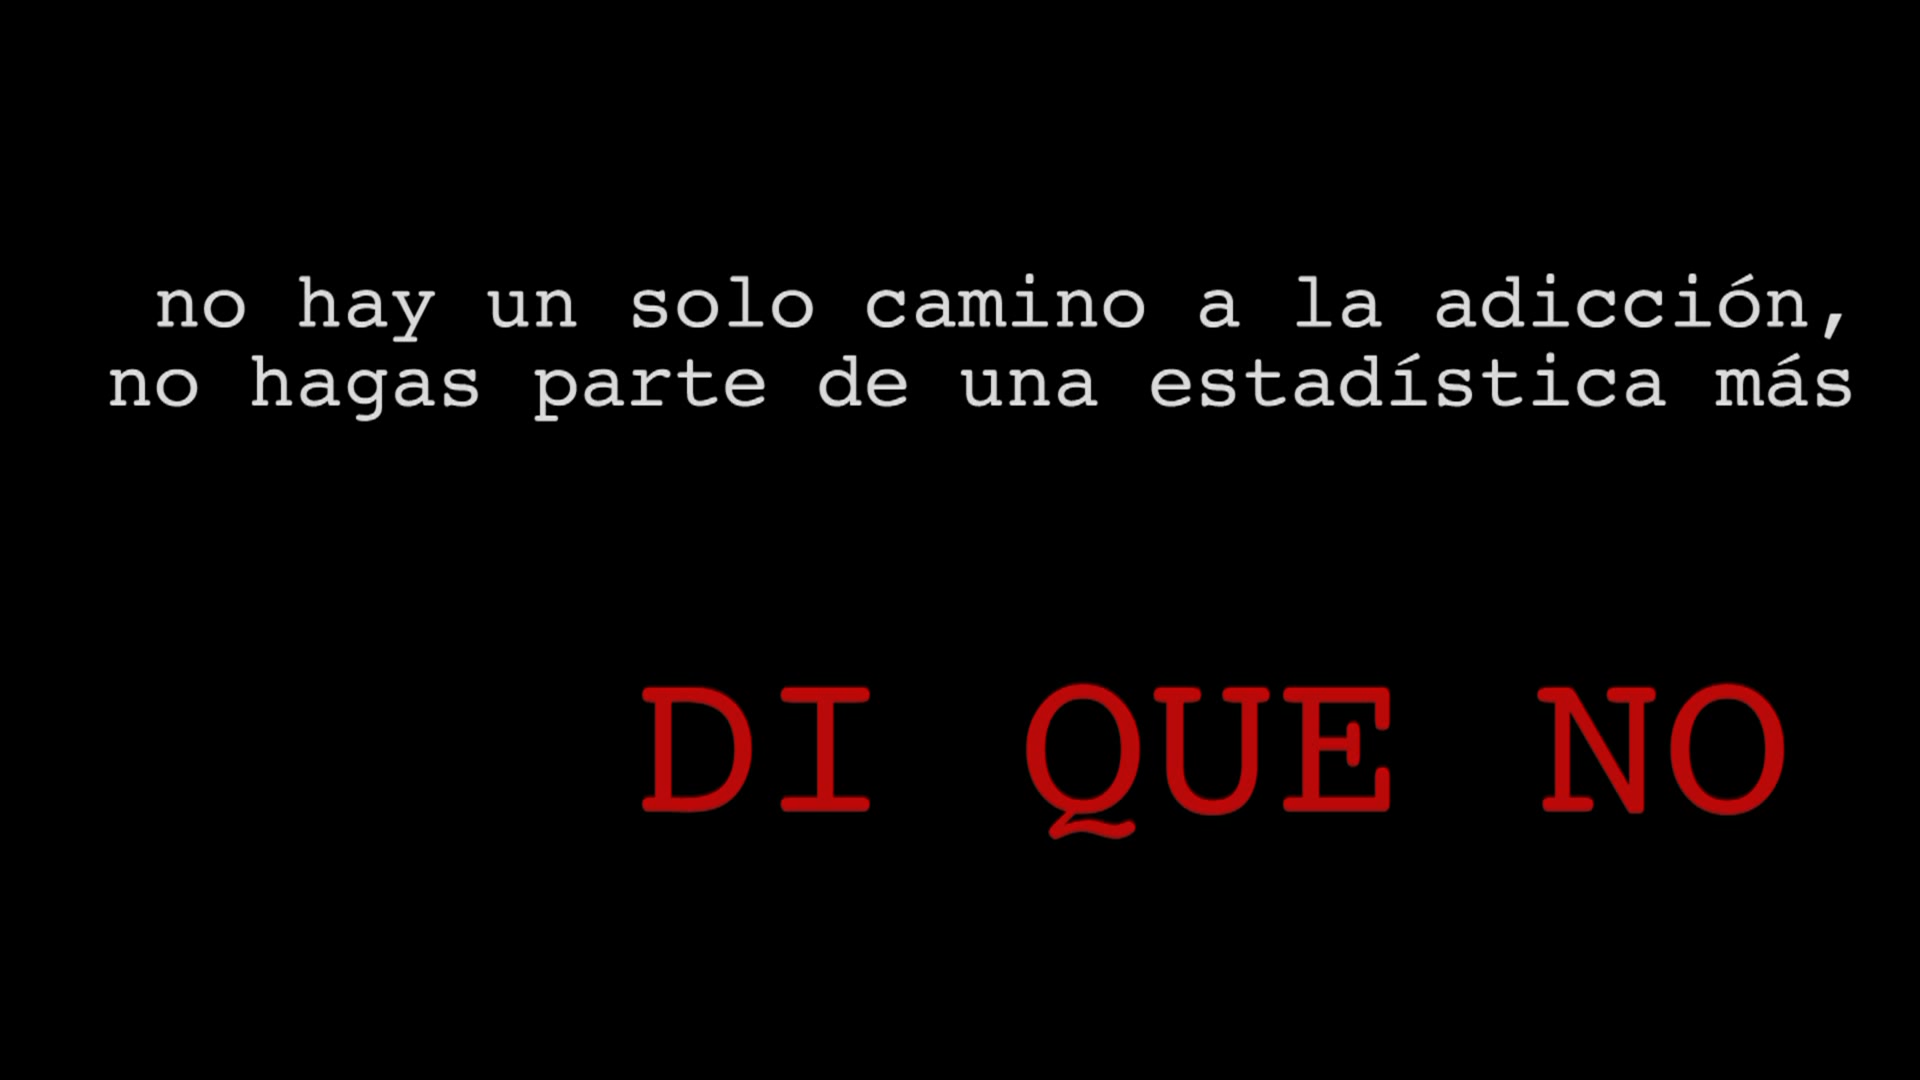 no hay un solo camino a la adicción,
no hagas parte de una estadística más
DI QUE NO